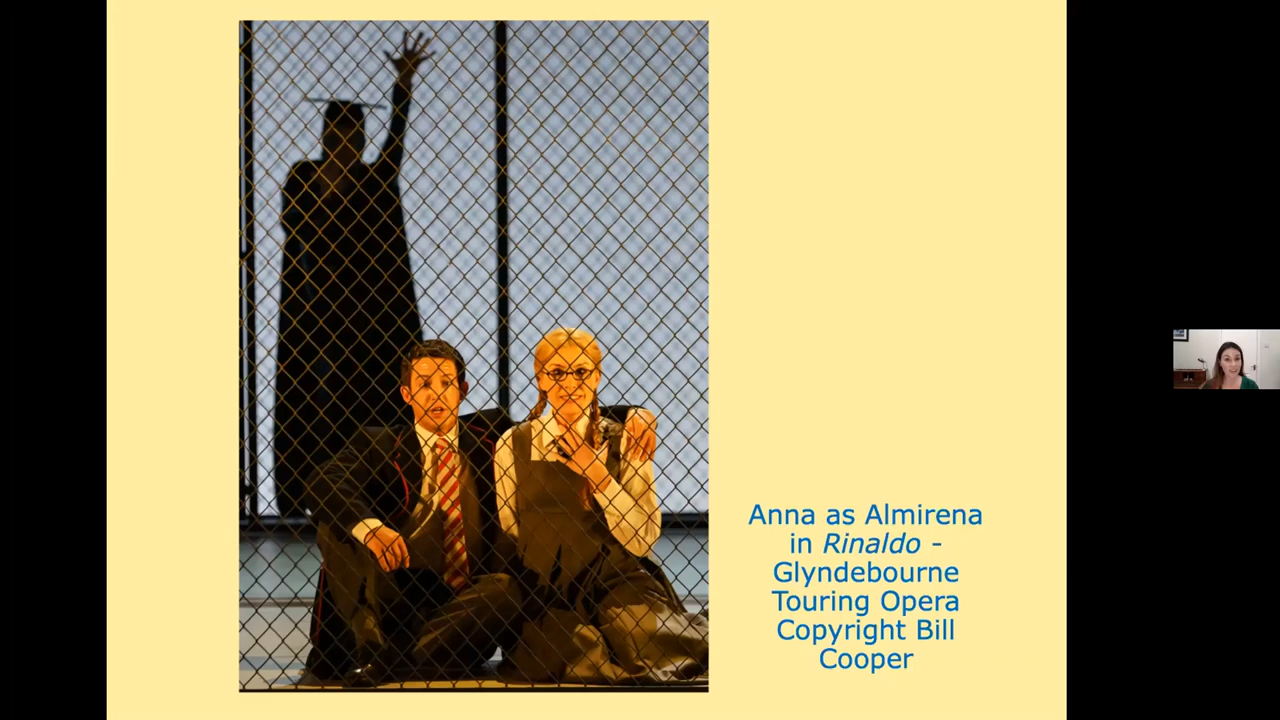 Anna as Almirena
in Rinaldo -
Glyndebourne
Touring Opera
Copyright Bill
Cooper